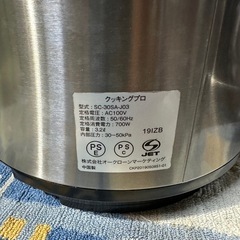 クッキングプロ
型式：SC-30SA-J03
定格電圧：AC100V
定格周波数：50/60Hz
定格消費電力：700W
容量：3.2ℓ
内部圧力：30～50kPa
19IZB
PS
E
PS
C
JET
株式会社オークローンマーケティング
中国製